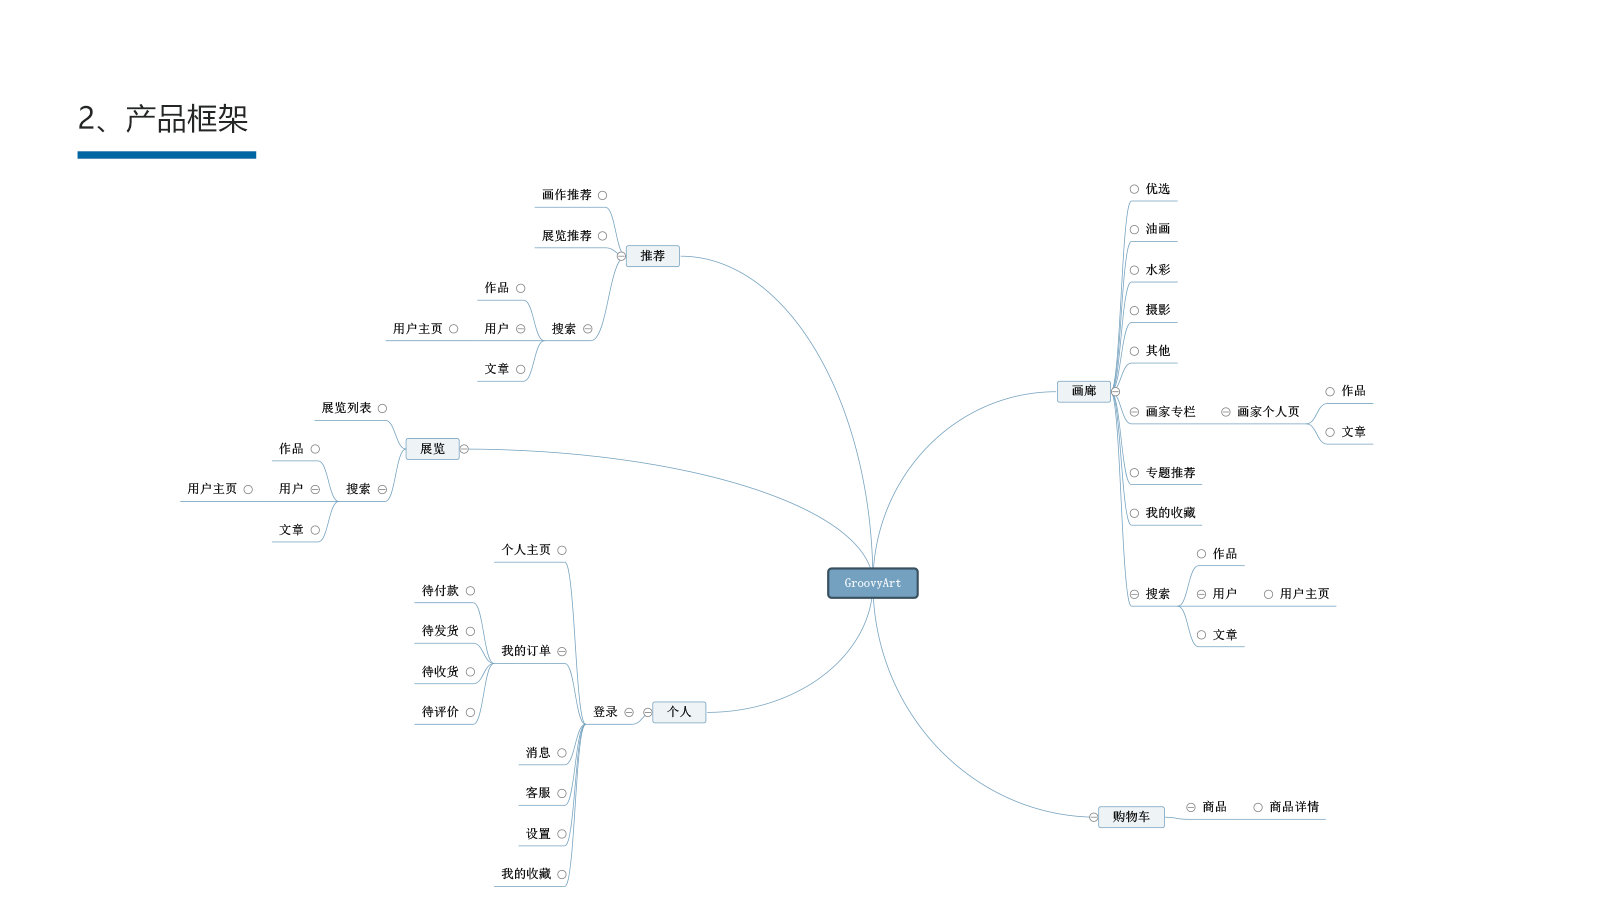 2、产品框架
画作推荐
展览推荐
推荐
作品
用户主页
用户
搜索
文章
展览列表
展览
作品
用户主页
用户
搜索
文章
个人主页
待付款
待发货
我的订单
待收货
待评价
登录
个人
消息
客服
设置
我的收藏
GroovyArt
优选
油画
水彩
摄影
其他
画廊
画家专栏
画家个人页
作品
文章
专题推荐
我的收藏
作品
搜索
用户
用户主页
文章
购物车
商品
商品详情